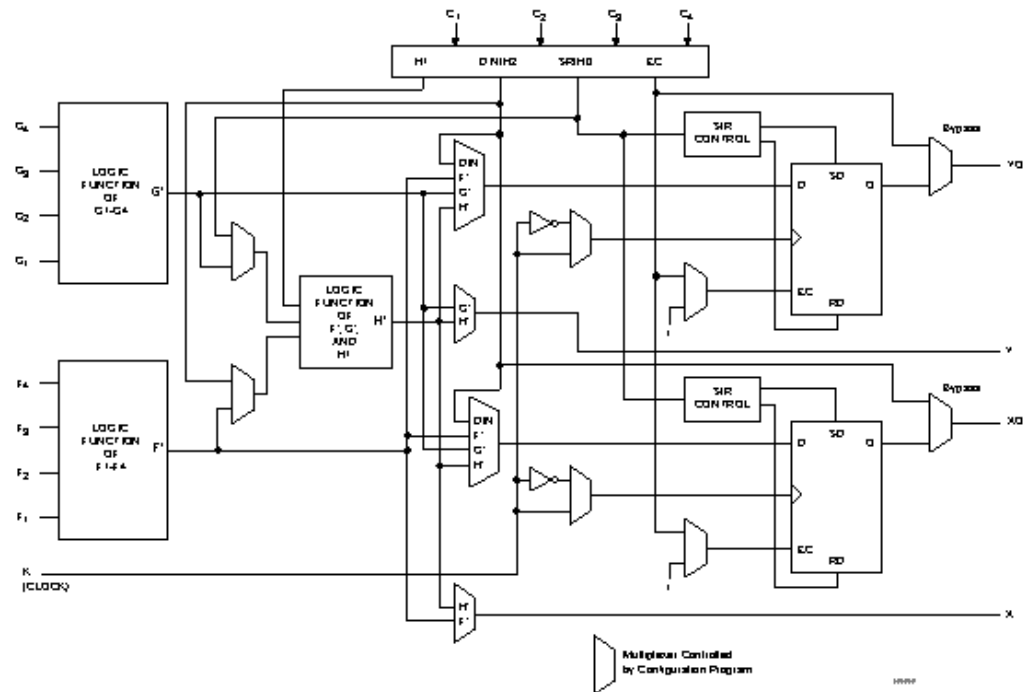 C1 C2 C3 C4
H1 DIN/H2 SR/H0 EC
G4
G3
G2
G1
LOGIC
FUNCTION
OF
G1-G4
G'
DIN
F'
G'
H'
S/R
CONTROL
Bypass
D SD Q
EC
RD
1
YQ
LOGIC
FUNCTION
OF
F', G',
AND
H1
H'
G'
H'
Y
F4
F3
F2
F1
LOGIC
FUNCTION
OF
F1-F4
F'
DIN
F'
G'
H'
S/R
CONTROL
Bypass
D SD Q
EC
RD
1
XQ
K
(CLOCK)
H'
F'
X
Multiplexer Controlled
by Configuration Program